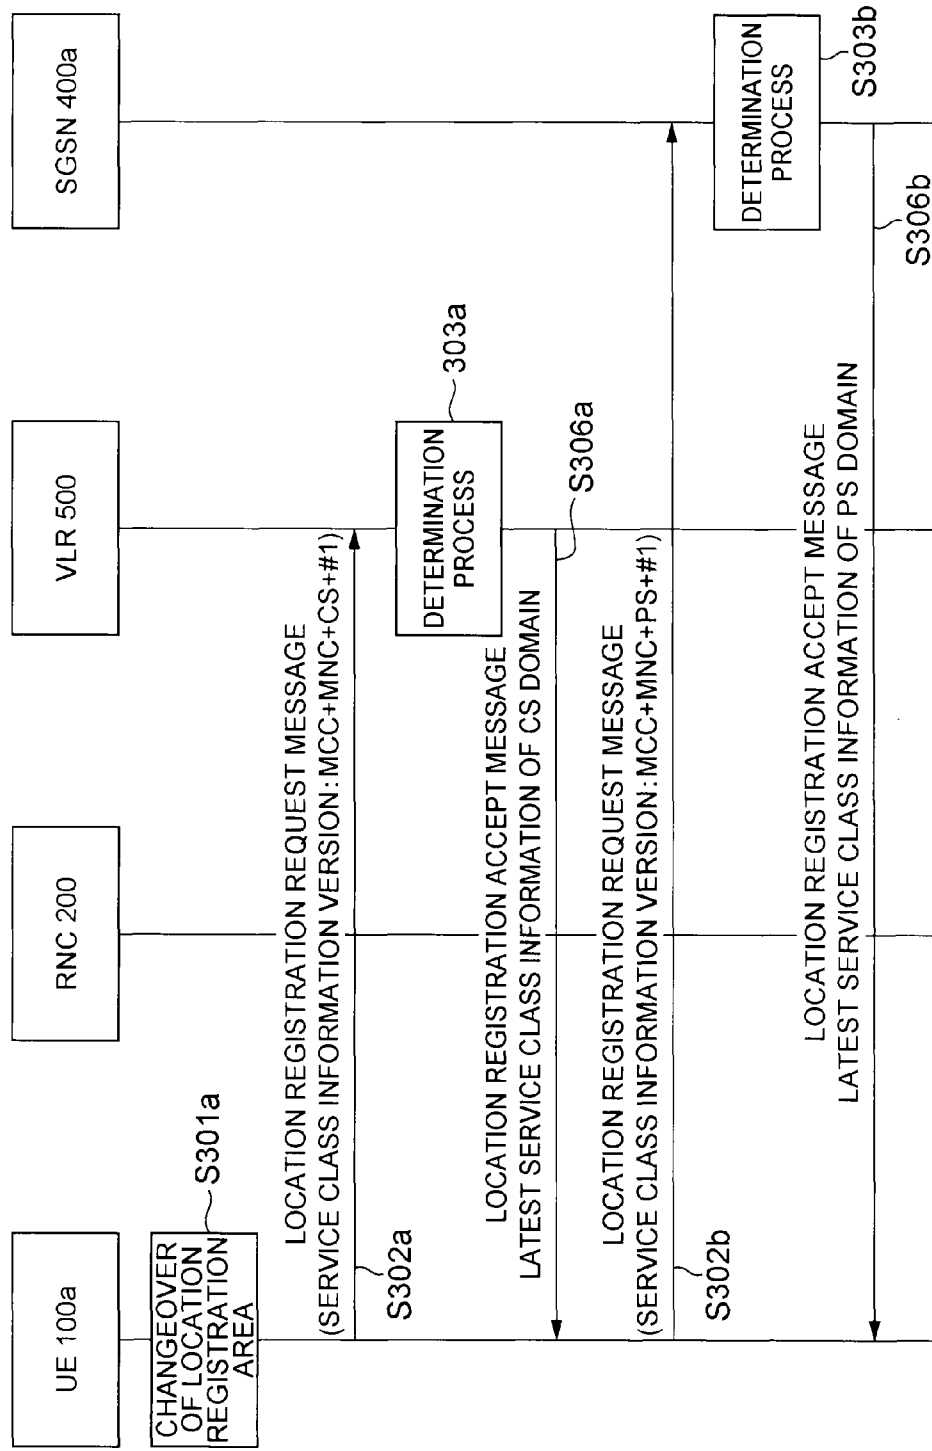 UE 100a
RNC 200
VLR 500
SGSN 400a
CHANGEOVER
OF LOCATION
REGISTRATION
AREA
S301a
LOCATION REGISTRATION REQUEST MESSAGE
(SERVICE CLASS INFORMATION VERSION:MCC+MNC+CS+#1)
S302a
DETERMINATION
PROCESS
303a
LOCATION REGISTRATION ACCEPT MESSAGE
LATEST SERVICE CLASS INFORMATION OF CS DOMAIN
S306a
LOCATION REGISTRATION REQUEST MESSAGE
(SERVICE CLASS INFORMATION VERSION:MCC+MNC+PS+#1)
S302b
DETERMINATION
PROCESS
S303b
LOCATION REGISTRATION ACCEPT MESSAGE
LATEST SERVICE CLASS INFORMATION OF PS DOMAIN
S306b